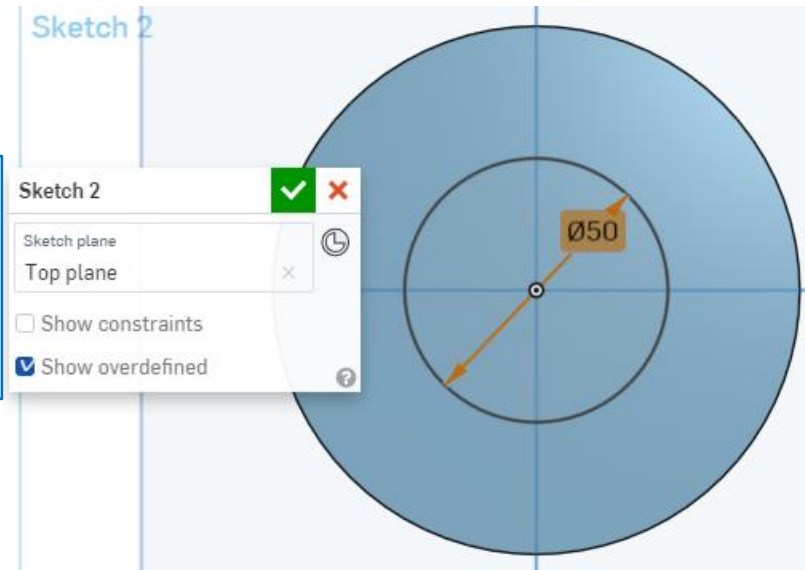 Sketch 2
Sketch 2
Sketch plane
Top plane
Show constraints
Show overdefined
?
Ø50